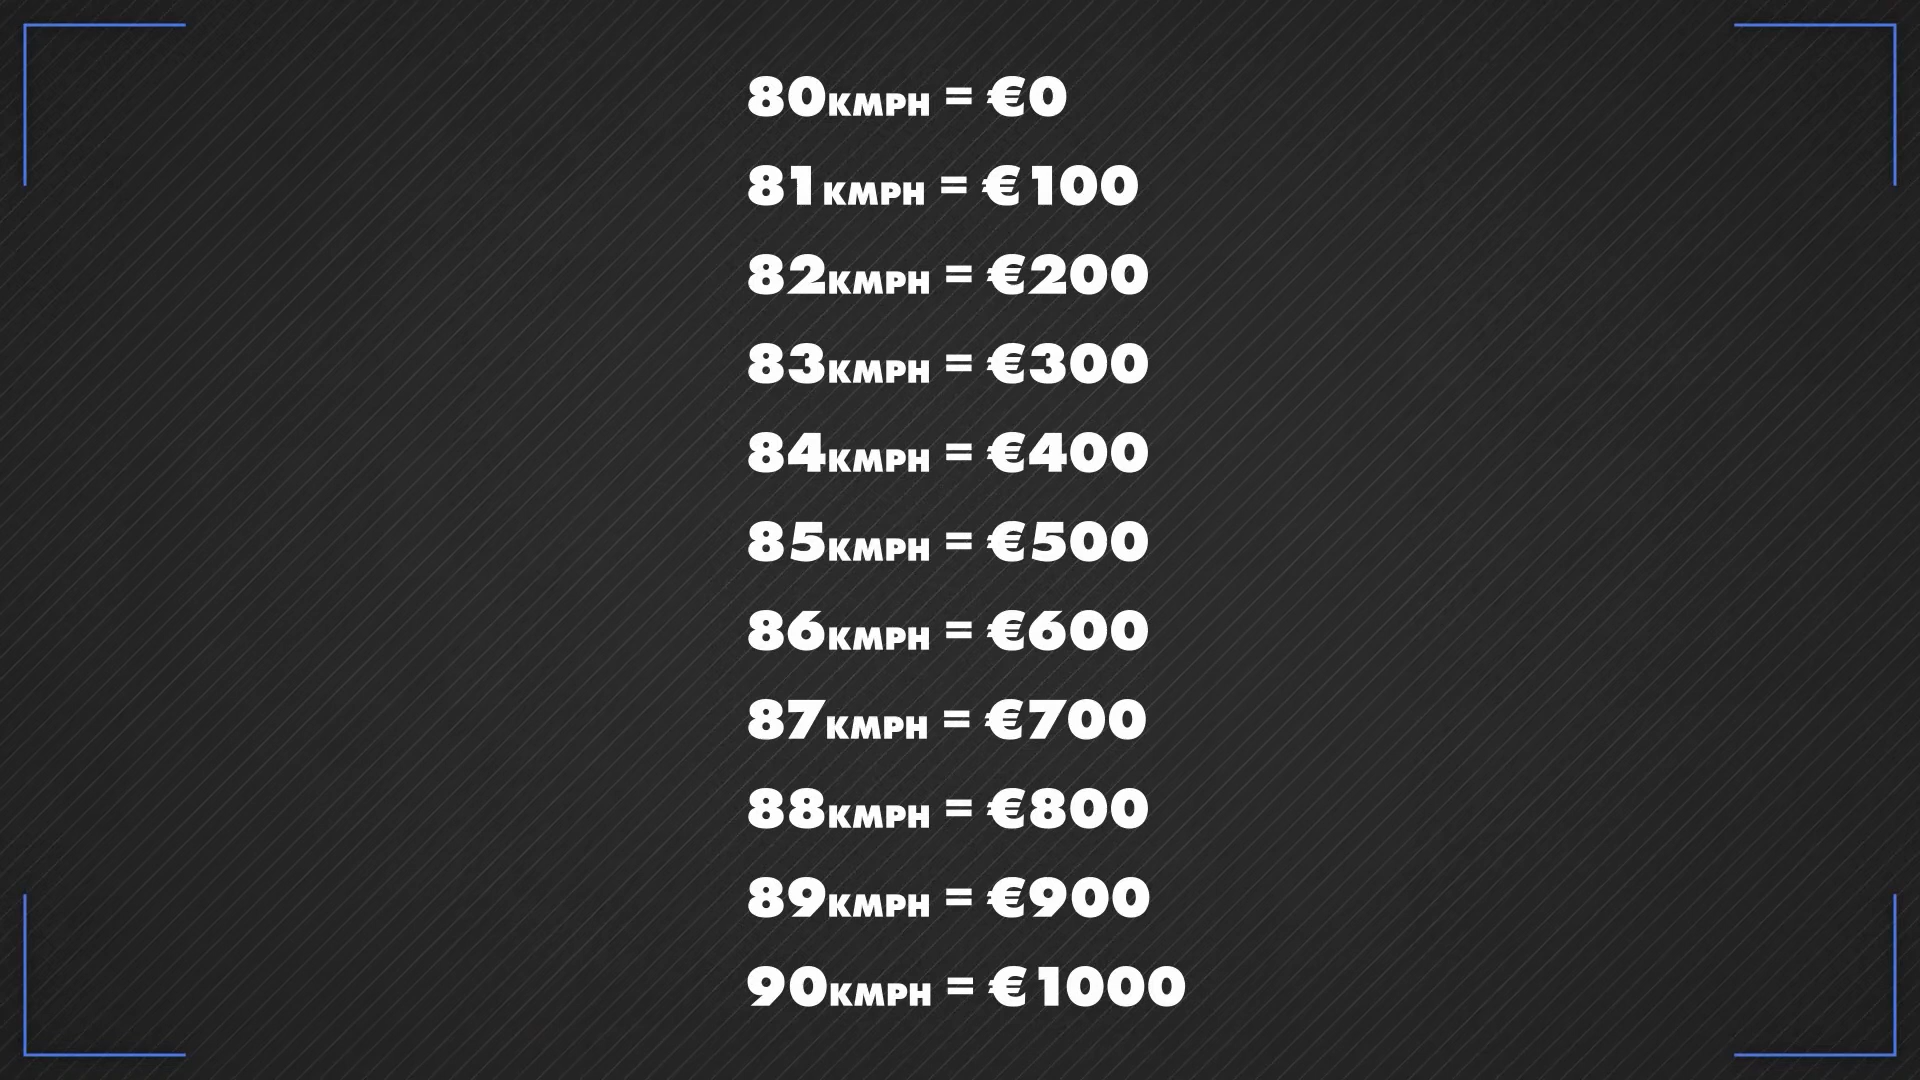 80KMPH = €0
81KMPH = €100
82KMPH = €200
83KMPH = €300
84KMPH = €400
85KMPH = €500
86KMPH = €600
87KMPH = €700
88KMPH = €800
89KMPH = €900
90KMPH = €1000